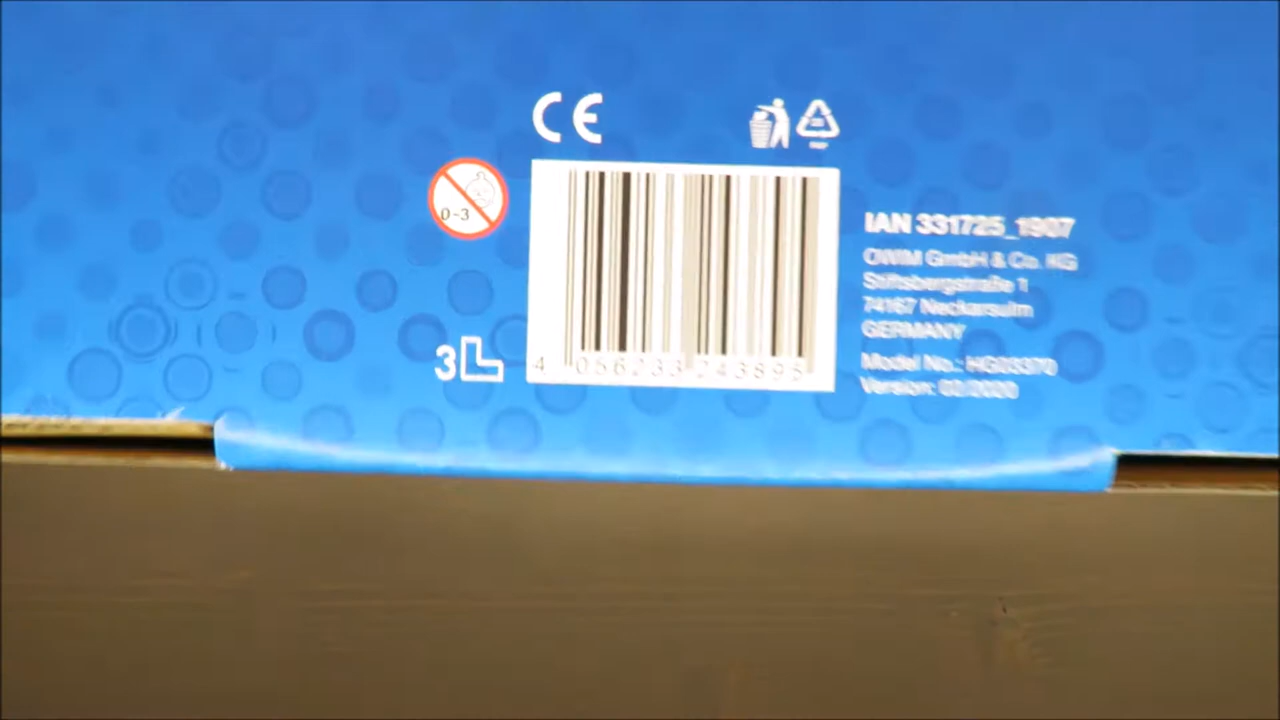 CE
0-3
IAN 331725_1907
OWIM GmbH & Co. KG
Stiftsbergstraße 1
74167 Neckarsulm
GERMANY
3
4 056233 243895
Model No.: HG03370
Version: 02/2020